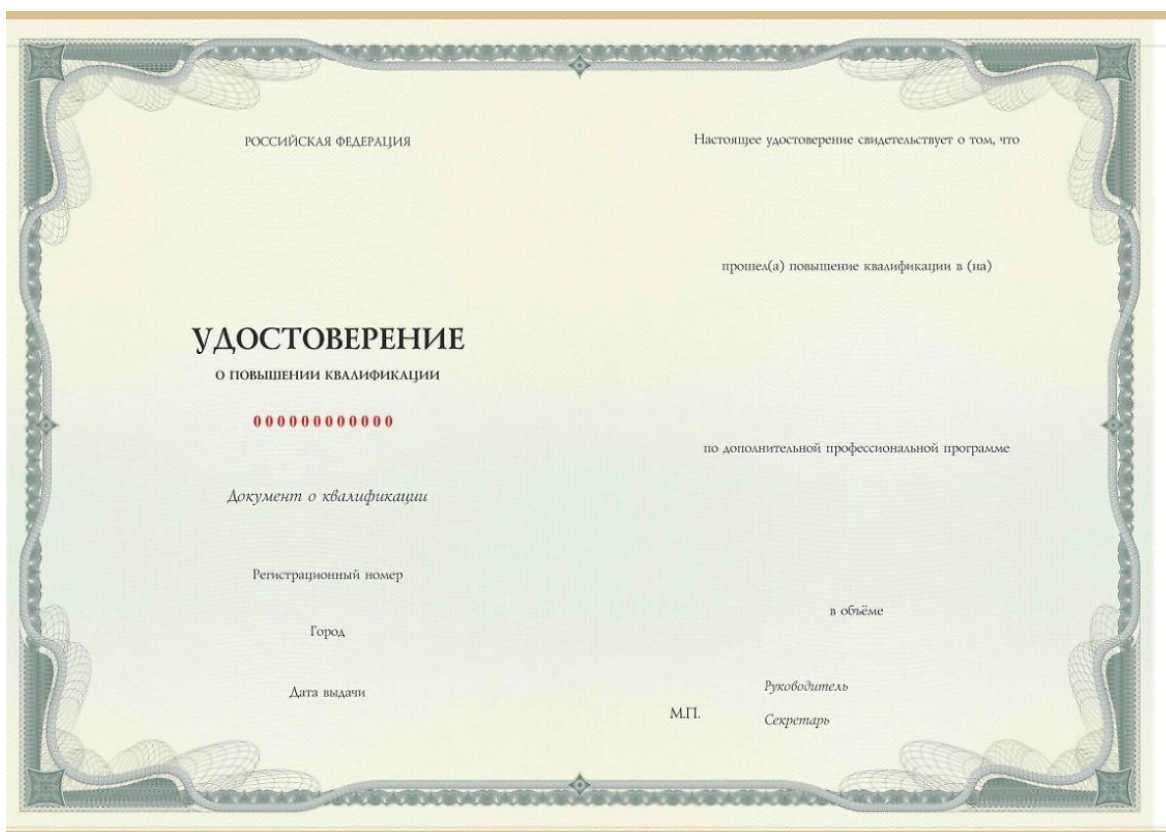 РОССИЙСКАЯ ФЕДЕРАЦИЯ
УДОСТОВЕРЕНИЕ
О ПОВЫШЕНИИ КВАЛИФИКАЦИИ
000000000000
Документ о квалификации
Регистрационный номер
Город
Дата выдачи
Настоящее удостоверение свидетельствует о том, что
прошел(а) повышение квалификации в (на)
по дополнительной профессиональной программе
в объёме
Руководитель
М.П.
Секретарь